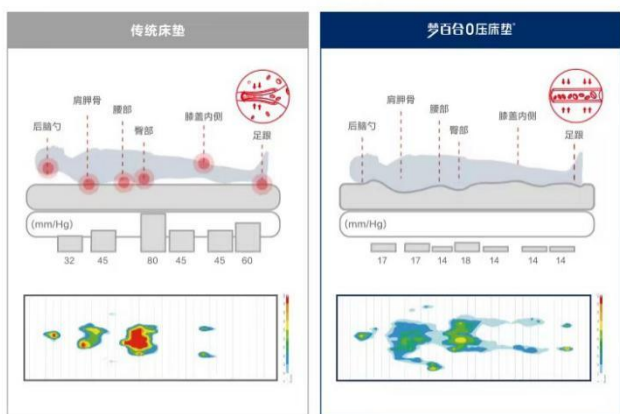 传统床垫
肩胛骨
后脑勺
腰部
臀部
膝盖内侧
足跟
(mm/Hg)
32
45
80
45
45
60
梦百合0压床垫
肩胛骨
后脑勺
腰部
臀部
膝盖内侧
足跟
(mm/Hg)
17
17
14
18
14
14
14